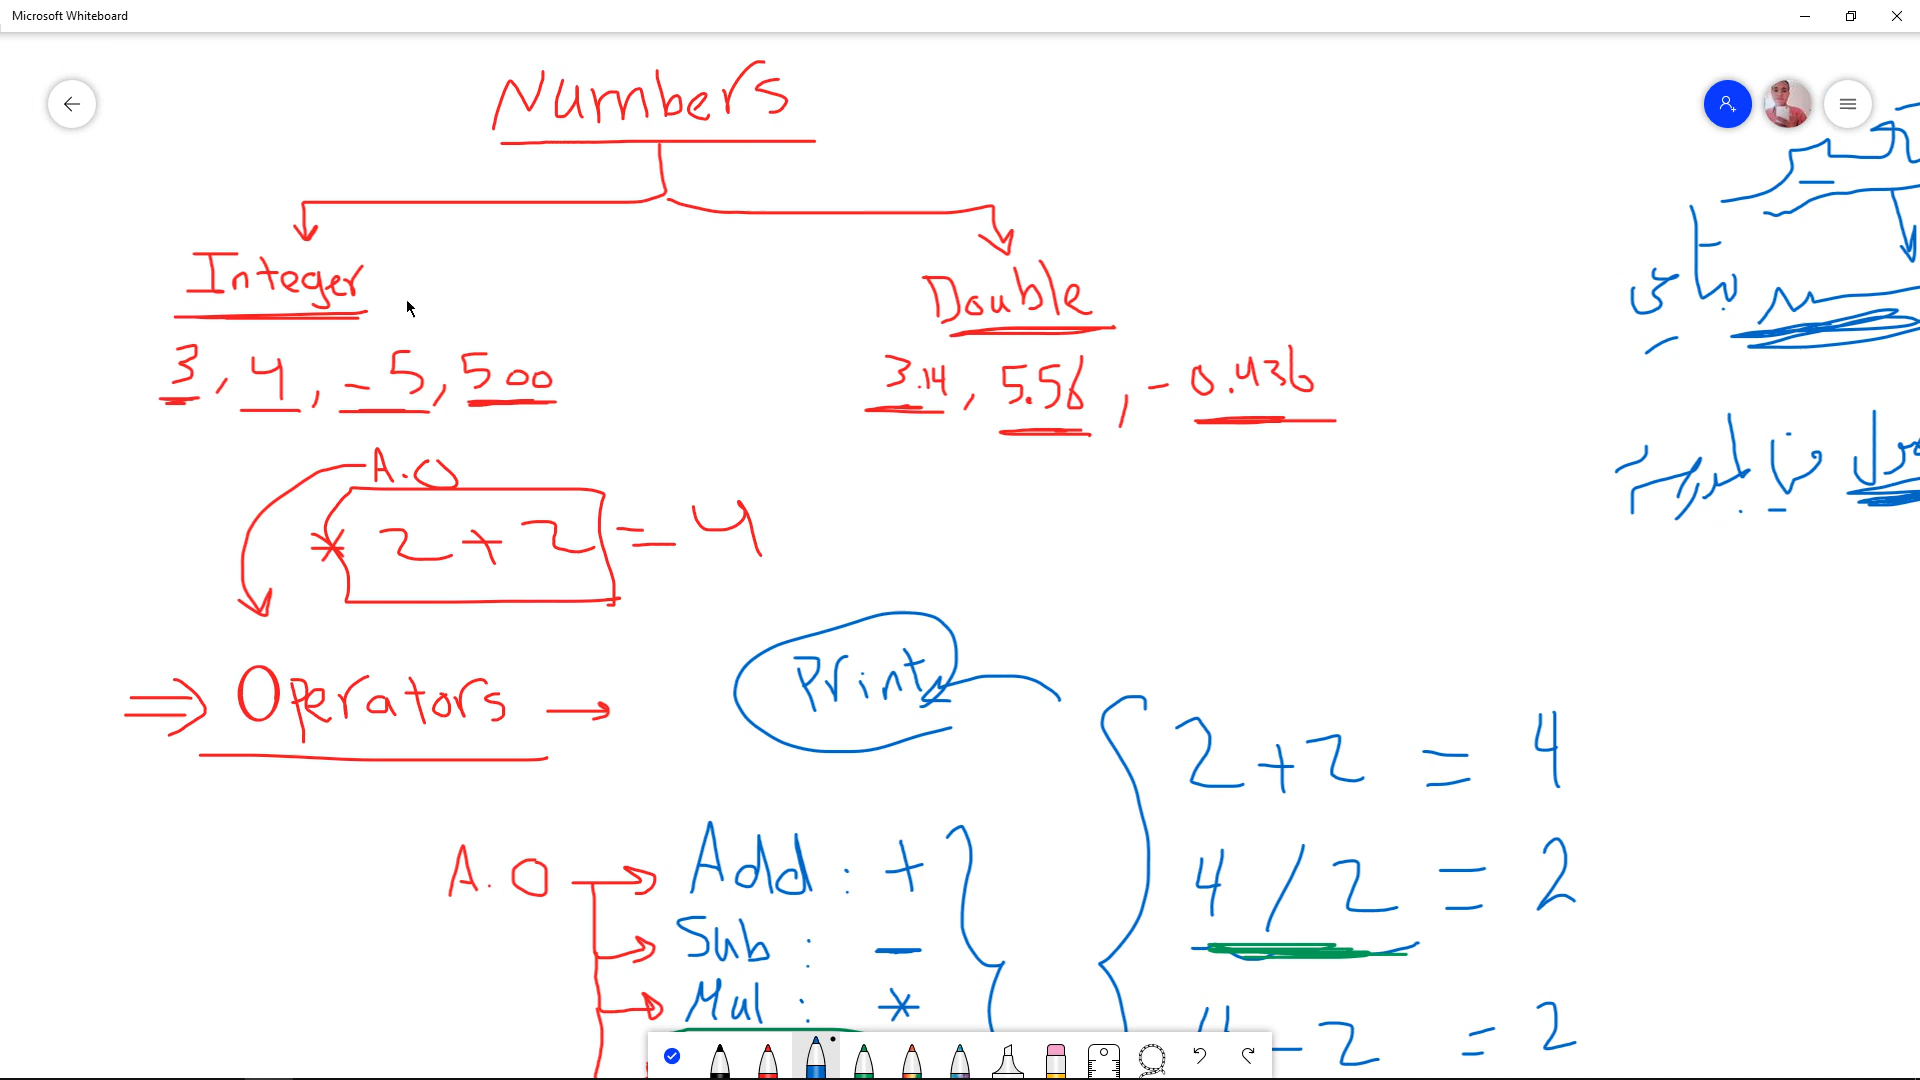 Microsoft Whiteboard
Numbers
Integer
Double
3, 4, -5, 500
3.14, 5.56, -0.436
A.O
* 2+2 = 4
⇒ Operators →
Print
2+2 = 4
A.O
Add : +
4 / 2 = 2
Sub : -
Mul : *
4 - 2 = 2